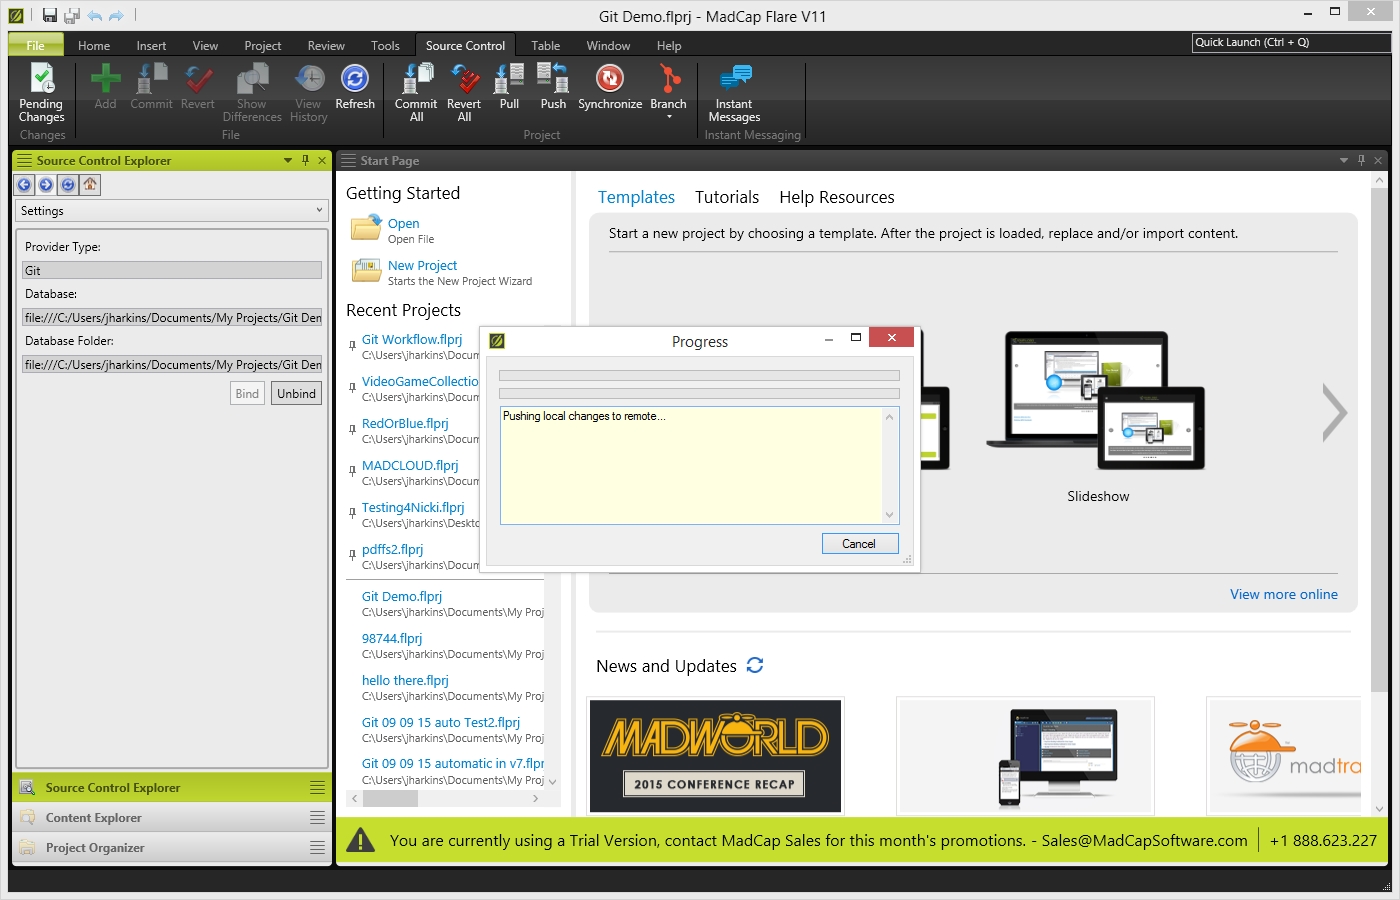 Git Demo.flprj - MadCap Flare V11
File
Home
Insert
View
Project
Review
Tools
Source Control
Table
Window
Help
Quick Launch (Ctrl + Q)
Pending Changes
Add
Commit
Revert
Show Differences
View History
Refresh
Commit All
Revert All
Pull
Push
Synchronize
Branch
Instant Messages
Changes
File
Project
Instant Messaging
Source Control Explorer
Settings
Provider Type:
Git
Database:
file:///C:/Users/jharkins/Documents/My Projects/Git Den
Database Folder:
file:///C:/Users/jharkins/Documents/My Projects/Git Den
Bind
Unbind
Source Control Explorer
Content Explorer
Project Organizer
Start Page
Getting Started
Open
Open File
New Project
Starts the New Project Wizard
Recent Projects
Git Workflow.flprj
C:\Users\jharkins\Docum
VideoGameCollectio
C:\Users\jharkins\Docum
RedOrBlue.flprj
C:\Users\jharkins\Docum
MADCLOUD.flprj
C:\Users\jharkins\Docum
Testing4Nicki.flprj
C:\Users\jharkins\Deskto
pdffs2.flprj
C:\Users\jharkins\Docum
Git Demo.flprj
C:\Users\jharkins\Documents\My Proj
98744.flprj
C:\Users\jharkins\Documents\My Proj
hello there.flprj
C:\Users\jharkins\Documents\My Proj
Git 09 09 15 auto Test2.flprj
C:\Users\jharkins\Documents\My Proj
Git 09 09 15 automatic in v7.flpr
C:\Users\jharkins\Documents\My Proj
Templates
Tutorials
Help Resources
Start a new project by choosing a template. After the project is loaded, replace and/or import content.
Slideshow
View more online
Progress
Pushing local changes to remote...
Cancel
News and Updates
MADWORLD
2015 CONFERENCE RECAP
madtra
You are currently using a Trial Version, contact MadCap Sales for this month's promotions. - Sales@MadCapSoftware.com
+1 888.623.227